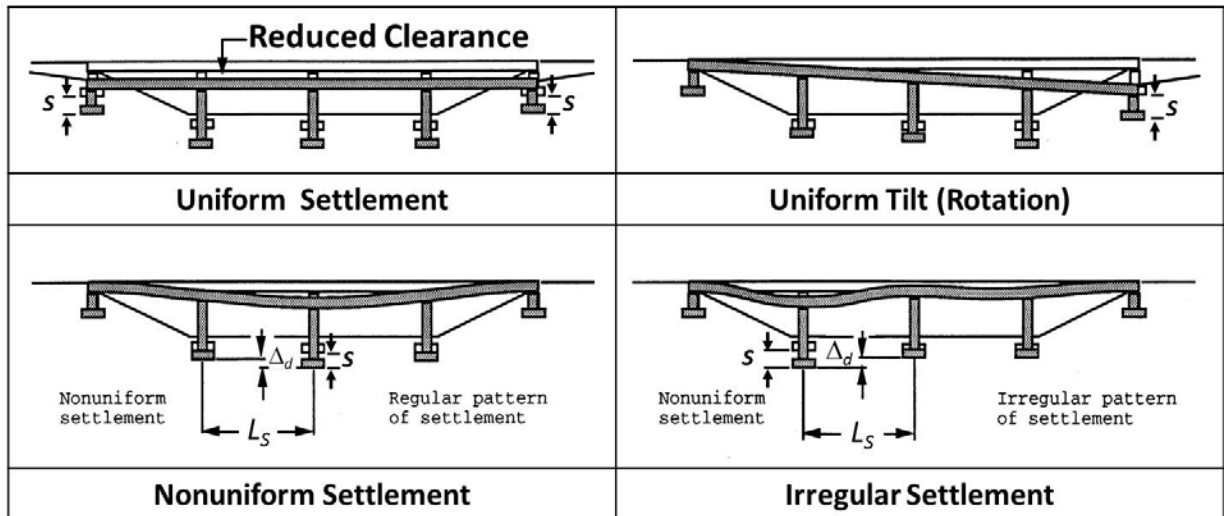 Reduced Clearance
S
S
S
Uniform Settlement
Uniform Tilt (Rotation)
Δd
S
Nonuniform
settlement
Regular pattern
of settlement
LS
S
Δd
Nonuniform
settlement
Irregular pattern
of settlement
LS
Nonuniform Settlement
Irregular Settlement